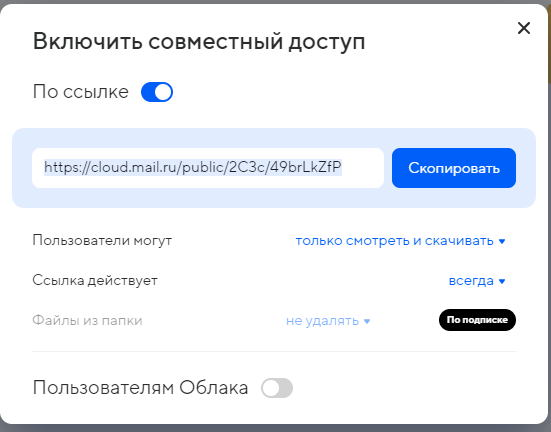 Включить совместный доступ
По ссылке
https://cloud.mail.ru/public/2C3c/49brLkZfP
Скопировать
Пользователи могут только смотреть и скачивать
Ссылка действует всегда
Файлы из папки не удалять По подписке
Пользователям Облака